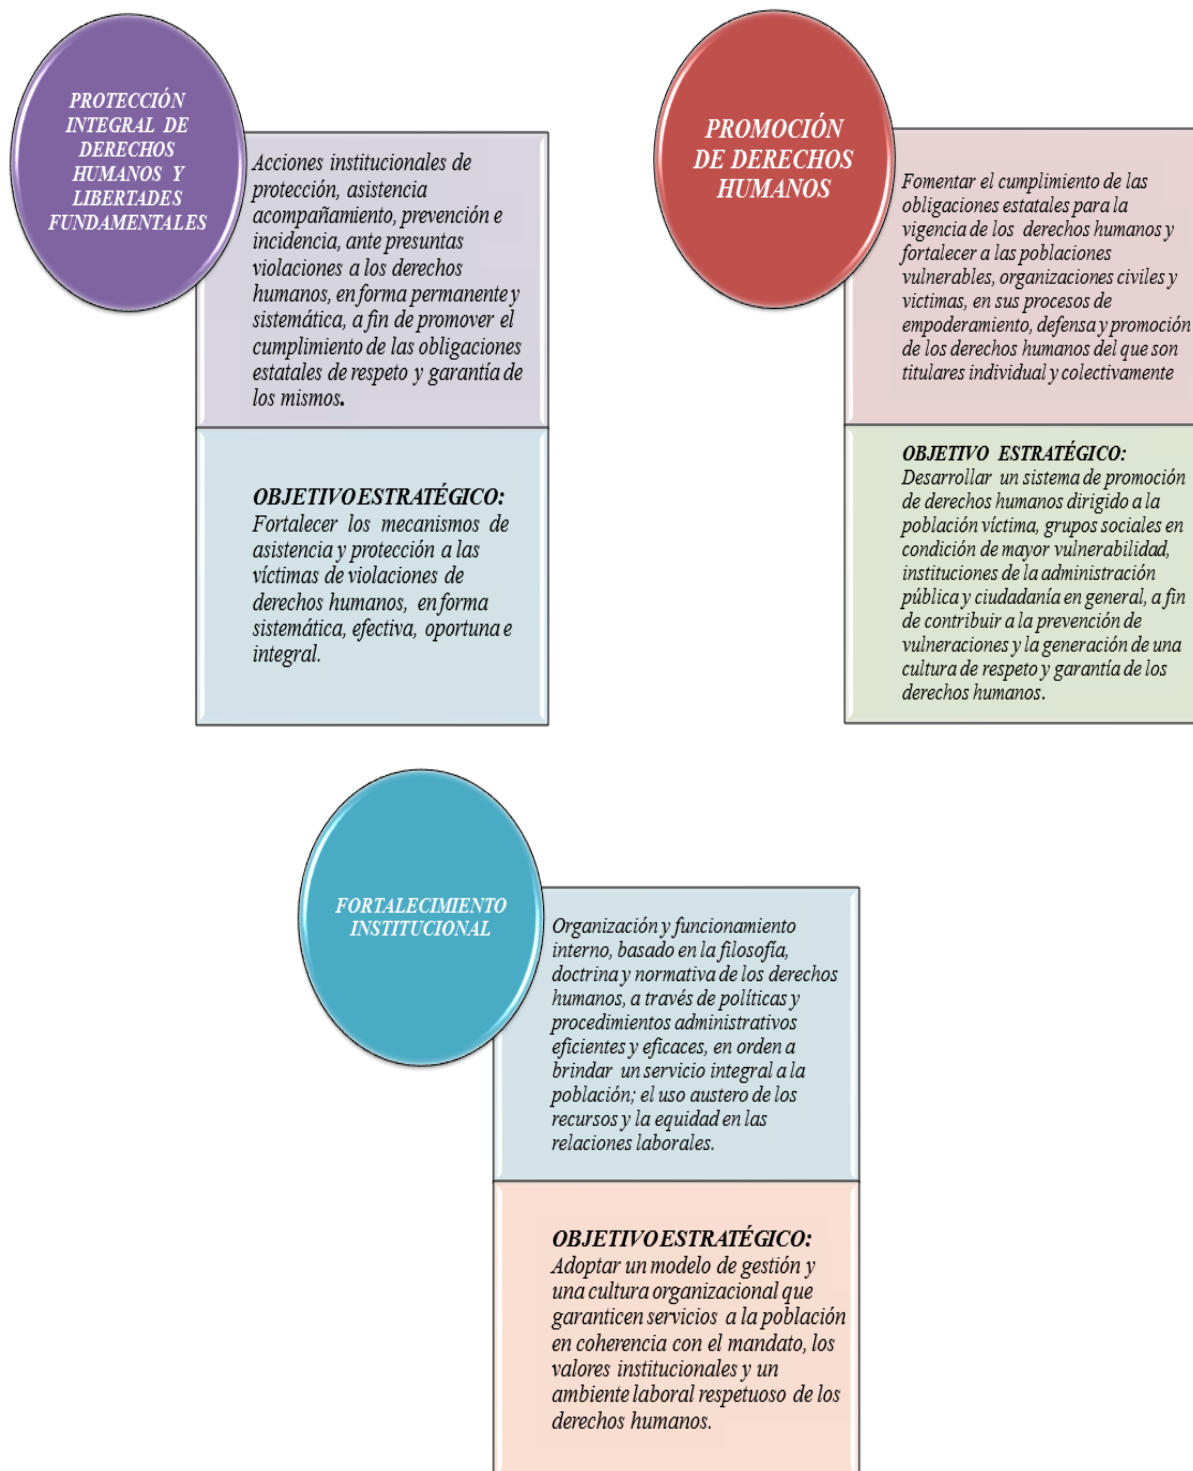 PROTECCIÓN
INTEGRAL DE
DERECHOS
HUMANOS Y
LIBERTADES
FUNDAMENTALES
Acciones institucionales de
protección, asistencia
acompañamiento, prevención e
incidencia, ante presuntas
violaciones a los derechos
humanos, en forma permanente y
sistemática, a fin de promover el
cumplimiento de las obligaciones
estatales de respeto y garantía de
los mismos.
OBJETIVO ESTRATÉGICO:
Fortalecer los mecanismos de
asistencia y protección a las
víctimas de violaciones de
derechos humanos, en forma
sistemática, efectiva, oportuna e
integral.
PROMOCIÓN
DE DERECHOS
HUMANOS
Fomentar el cumplimiento de las
obligaciones estatales para la
vigencia de los derechos humanos y
fortalecer a las poblaciones
vulnerables, organizaciones civiles y
victimas, en sus procesos de
empoderamiento, defensa y promoción
de los derechos humanos del que son
titulares individual y colectivamente
OBJETIVO ESTRATÉGICO:
Desarrollar un sistema de promoción
de derechos humanos dirigido a la
población víctima, grupos sociales en
condición de mayor vulnerabilidad,
instituciones de la administración
pública y ciudadanía en general, a fin
de contribuir a la prevención de
vulneraciones y la generación de una
cultura de respeto y garantía de los
derechos humanos.
FORTALECIMIENTO
INSTITUCIONAL
Organización y funcionamiento
interno, basado en la filosofía,
doctrina y normativa de los derechos
humanos, a través de políticas y
procedimientos administrativos
eficientes y eficaces, en orden a
brindar un servicio integral a la
población; el uso austero de los
recursos y la equidad en las
relaciones laborales.
OBJETIVO ESTRATÉGICO:
Adoptar un modelo de gestión y
una cultura organizacional que
garanticen servicios a la población
en coherencia con el mandato, los
valores institucionales y un
ambiente laboral respetuoso de los
derechos humanos.